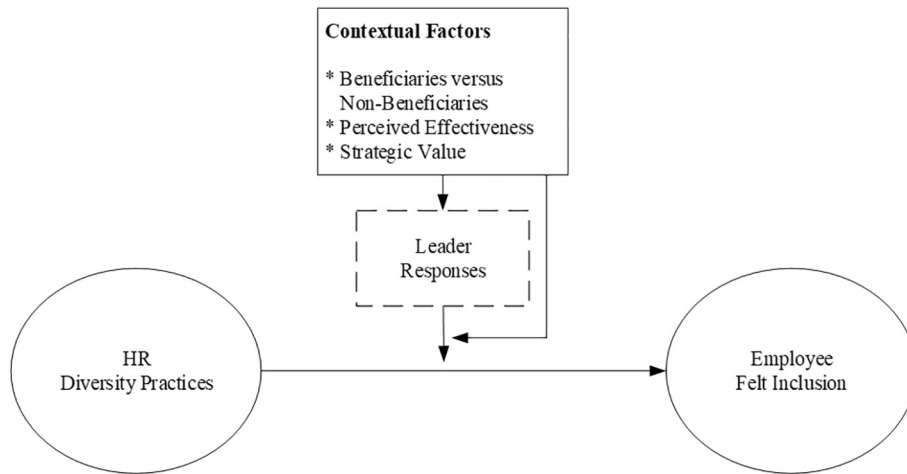 Contextual Factors
* Beneficiaries versus
Non-Beneficiaries
* Perceived Effectiveness
* Strategic Value
Leader
Responses
HR
Diversity Practices
Employee
Felt Inclusion